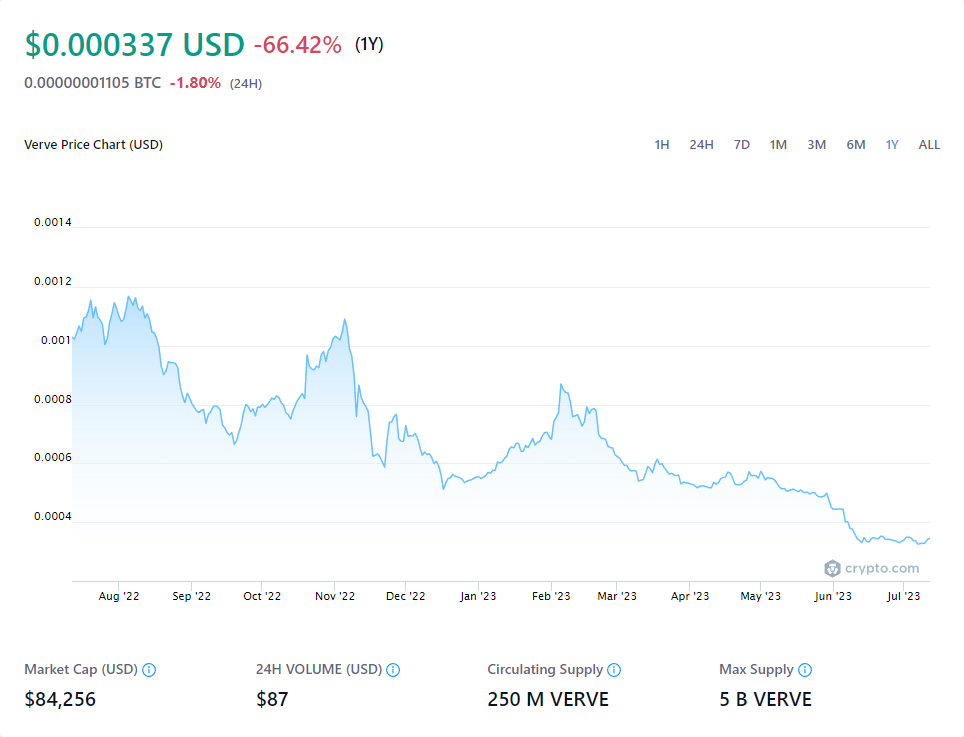 $0.000337 USD -66.42% (1Y)
0.00000001105 BTC -1.80% (24H)
Verve Price Chart (USD) 1H 24H 7D 1M 3M 6M 1Y ALL
0.0014
0.0012
0.001
0.0008
0.0006
0.0004
crypto.com
Aug '22 Sep '22 Oct '22 Nov '22 Dec '22 Jan '23 Feb '23 Mar '23 Apr '23 May '23 Jun '23 Jul '23
Market Cap (USD) 24H VOLUME (USD) Circulating Supply Max Supply
$84,256 $87 250 M VERVE 5 B VERVE